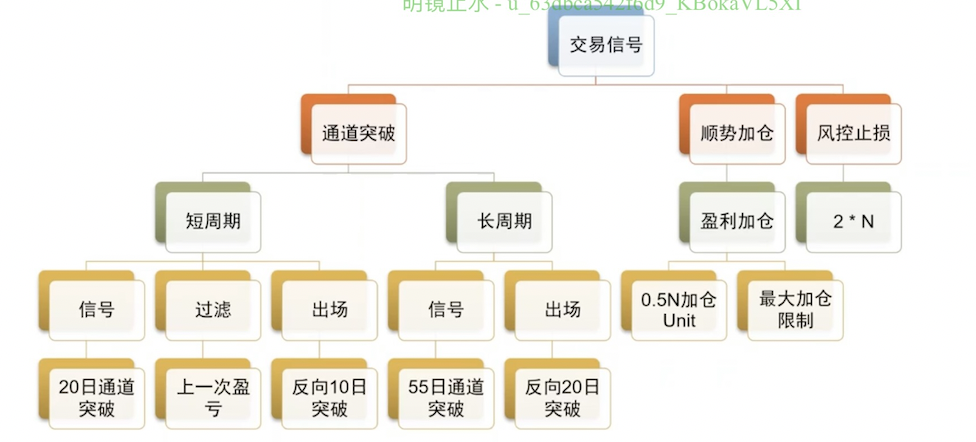 明镜止水 - u_63dbca542f6d9_KBokaVL5XI
交易信号
通道突破
顺势加仓
风控止损
短周期
长周期
盈利加仓
2 * N
信号
过滤
出场
信号
出场
0.5N加仓
Unit
最大加仓
限制
20日通道
突破
上一次盈
亏
反向10日
突破
55日通道
突破
反向20日
突破